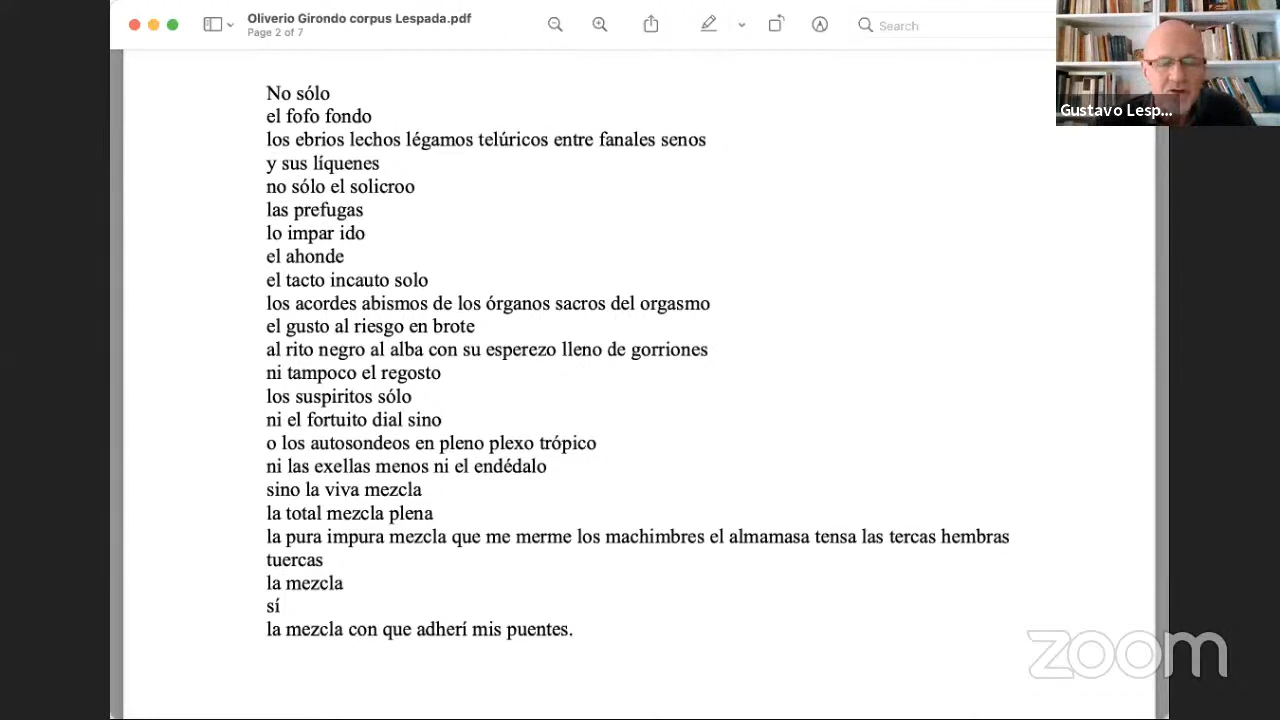 Oliverio Girondo corpus Lespada.pdf
Page 2 of 7
Search
Gustavo Lesp...
No sólo
el fofo fondo
los ebrios lechos légamos telúricos entre fanales senos
y sus líquenes
no sólo el solicroo
las prefugas
lo impar ido
el ahonde
el tacto incauto solo
los acordes abismos de los órganos sacros del orgasmo
el gusto al riesgo en brote
al rito negro al alba con su esperezo lleno de gorriones
ni tampoco el regosto
los suspiritos sólo
ni el fortuito dial sino
o los autosondeos en pleno plexo trópico
ni las exellas menos ni el endédalo
sino la viva mezcla
la total mezcla plena
la pura impura mezcla que me merme los machimbres el almamasa tensa las tercas hembras
tuercas
la mezcla
sí
la mezcla con que adherí mis puentes.
zoom